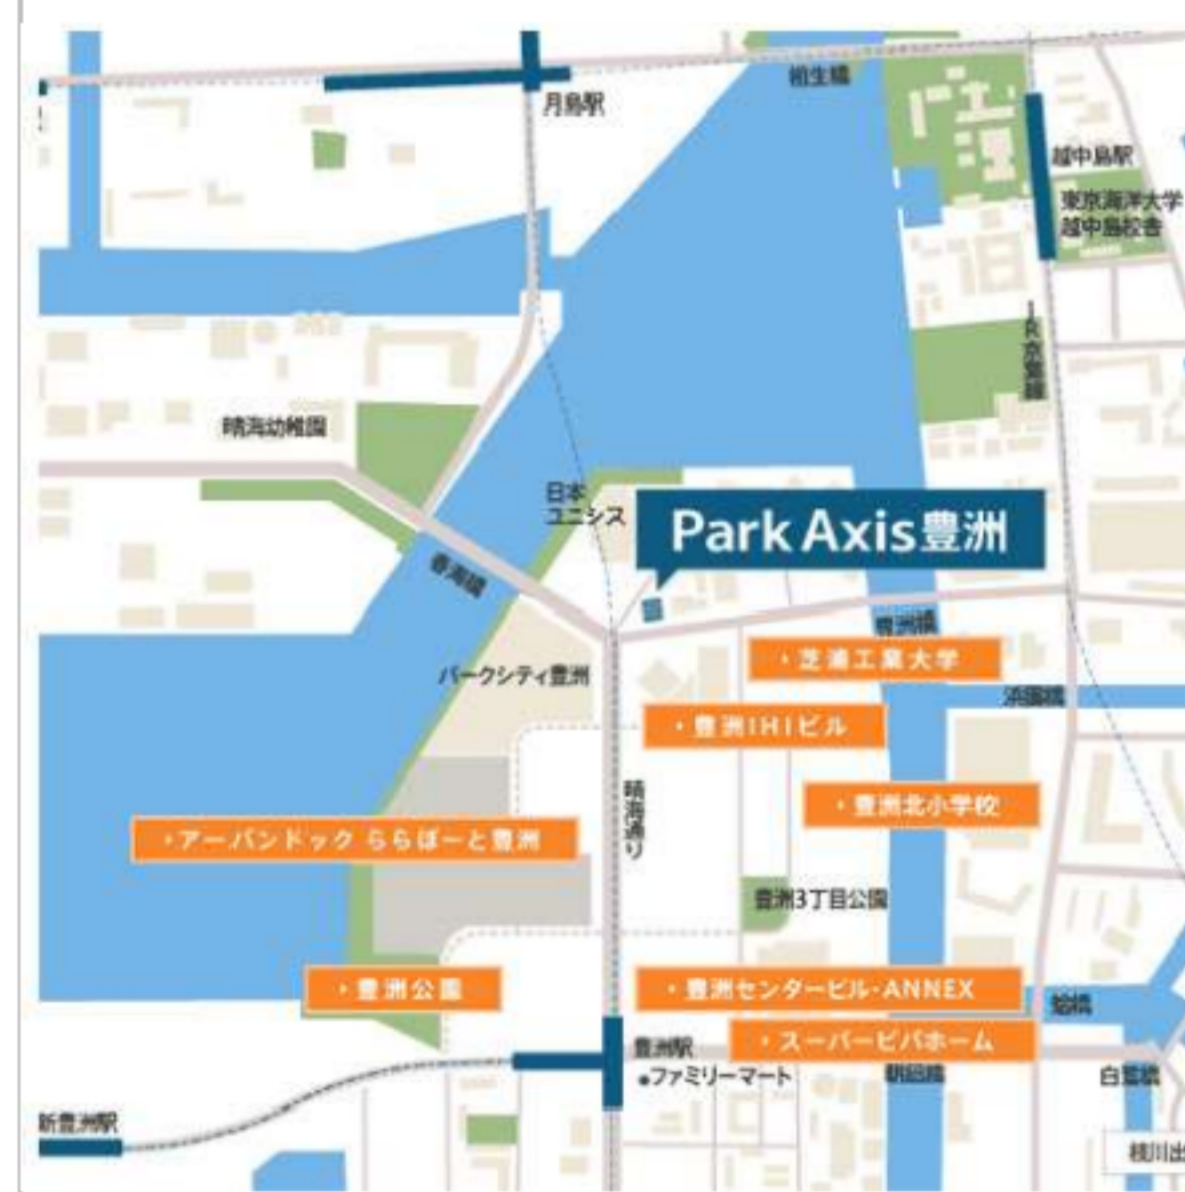 相生橋
月島駅
越中島駅
東京海洋大学
越中島校舎
JR京葉線
晴海幼稚園
日本
ユニシス
Park Axis豊洲
春海橋
豊洲橋
・芝浦工業大学
パークシティ豊洲
浜園橋
・豊洲IHIビル
晴海通り
・豊洲北小学校
・アーバンドック ららぽーと豊洲
豊洲3丁目公園
・豊洲公園
・豊洲センタービル・ANNEX
蛤橋
・スーパービバホーム
豊洲駅
●ファミリーマート
朝凪橋
白鷺橋
新豊洲駅
枝川出